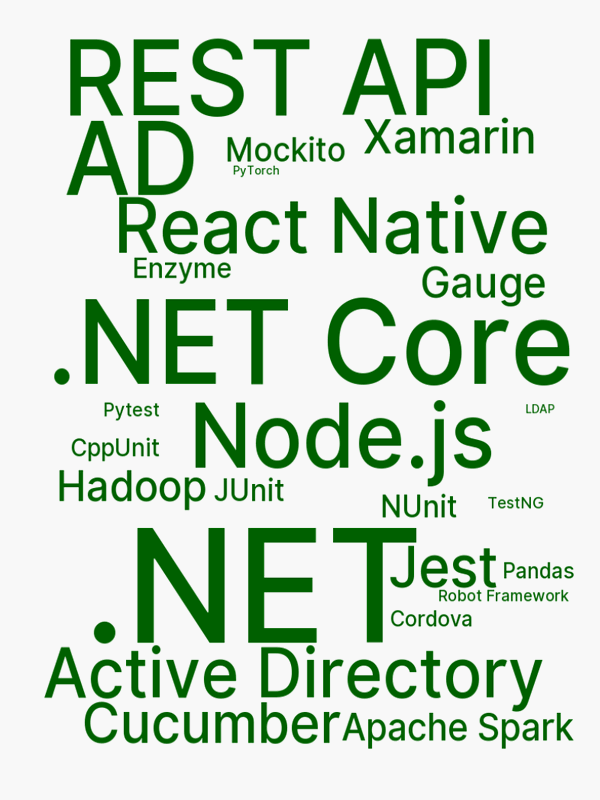 REST API
AD
Mockito
Xamarin
PyTorch
React Native
Enzyme
Gauge
.NET Core
Pytest
Node.js
LDAP
CppUnit
Hadoop
JUnit
NUnit
TestNG
.NET
Jest
Pandas
Robot Framework
Cordova
Active Directory
Cucumber
Apache Spark